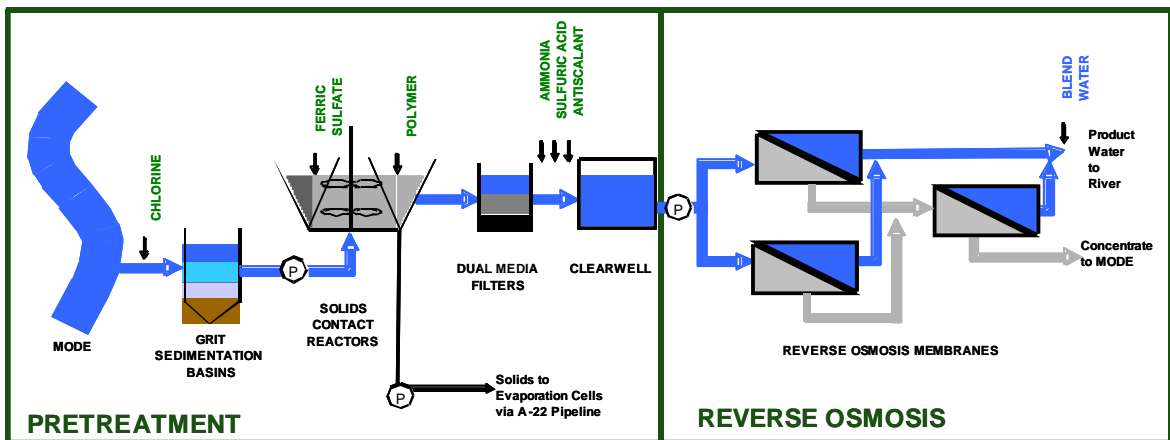 MODE
CHLORINE
GRIT
SEDIMENTATION
BASINS
P
FERRIC
SULFATE
POLYMER
SOLIDS
CONTACT
REACTORS
P
Solids to
Evaporation Cells
via A-22 Pipeline
DUAL MEDIA
FILTERS
AMMONIA
SULFURIC ACID
ANTISCALANT
CLEARWELL
PRETREATMENT
P
BLEND
WATER
Product
Water
to
River
Concentrate
to MODE
REVERSE OSMOSIS MEMBRANES
REVERSE OSMOSIS